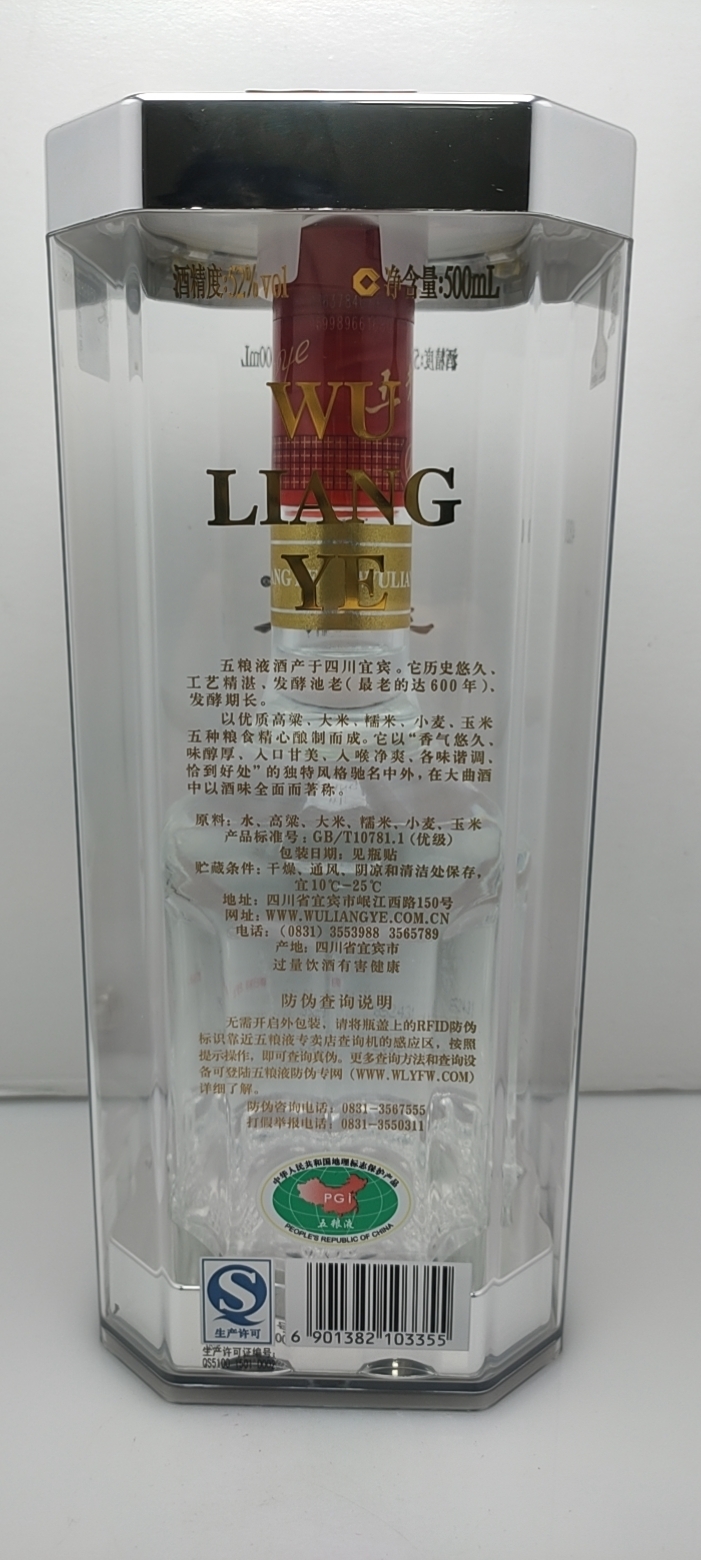 酒精度:52%vol 净含量:500mL
WU
LIANG
YE
五粮液酒产于四川宜宾。它历史悠久、
工艺精湛、发酵池老(最老的达600年)、
发酵期长。
以优质高粱、大米、糯米、小麦、玉米
五种粮食精心酿制而成。它以“香气悠久、
味醇厚、入口甘美、入喉净爽、各味谐调、
恰到好处”的独特风格驰名中外,在大曲酒
中以酒味全面而著称。
原料:水、高粱、大米、糯米、小麦、玉米
产品标准号:GB/T10781.1(优级)
包装日期:见瓶贴
贮藏条件:干燥、通风、阴凉和清洁处保存,
宜10℃-25℃
地址:四川省宜宾市岷江西路150号
网址:WWW.WULIANGYE.COM.CN
电话:(0831) 3553988 3565789
产地:四川省宜宾市
过量饮酒有害健康
防伪查询说明
无需开启外包装,请将瓶盖上的RFID防伪
标识靠近五粮液专卖店查询机的感应区,按照
提示操作,即可查询真伪。更多查询方法和查询设
备可登陆五粮液防伪专网(WWW.WLYFW.COM)
详细了解。
防伪咨询电话:0831-3567555
打假举报电话:0831-3550311
中华人民共和国地理标志保护产品
PGI
五粮液
PEOPLE'S REPUBLIC OF CHINA
生产许可
6 901382 103355
生产许可证编号: